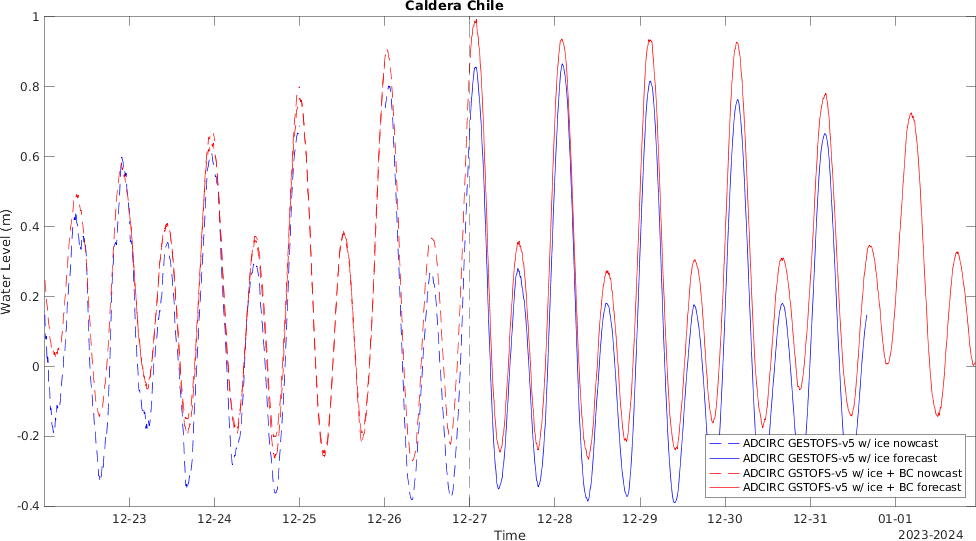 Caldera Chile
1
0.8
0.6
0.4
0.2
0
-0.2
-0.4
Water Level (m)
ADCIRC GESTOFS-v5 w/ ice nowcast
ADCIRC GESTOFS-v5 w/ ice forecast
ADCIRC GSTOFS-v5 w/ ice + BC nowcast
ADCIRC GSTOFS-v5 w/ ice + BC forecast
12-23 12-24 12-25 12-26 12-27 12-28 12-29 12-30 12-31 01-01
Time
2023-2024